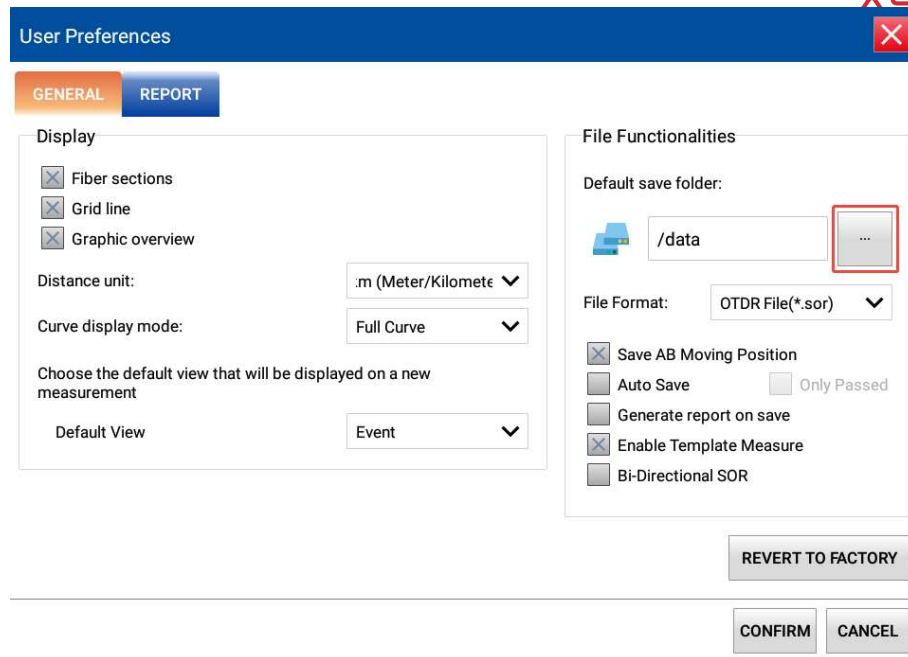 User Preferences
GENERAL
REPORT
Display
Fiber sections
Grid line
Graphic overview
Distance unit:
:m (Meter/Kilomete
Curve display mode:
Full Curve
Choose the default view that will be displayed on a new
measurement
Default View
Event
File Functionalities
Default save folder:
/data
...
File Format:
OTDR File(*.sor)
Save AB Moving Position
Auto Save
Only Passed
Generate report on save
Enable Template Measure
Bi-Directional SOR
REVERT TO FACTORY
CONFIRM
CANCEL